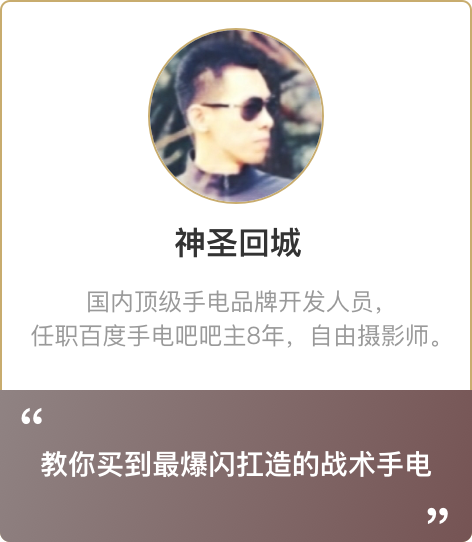 神圣回城
国内顶级手电品牌开发人员，
任职百度手电吧吧主8年，自由摄影师。
“
教你买到最爆闪扛造的战术手电
”